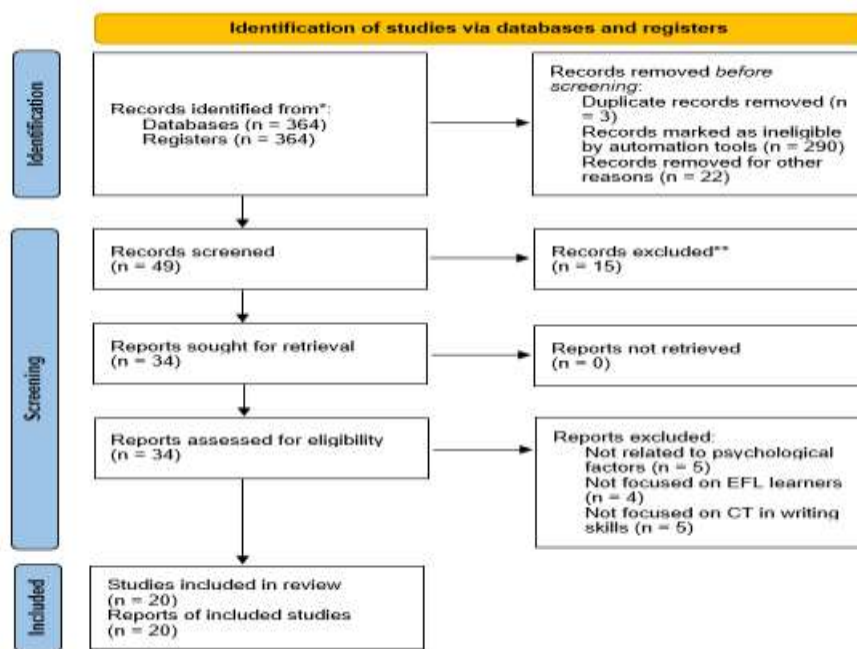 Identification of studies via databases and registers
Identification
Records identified from*:
Databases (n = 364)
Registers (n = 364)
Records removed before
screening:
Duplicate records removed (n
= 3)
Records marked as ineligible
by automation tools (n = 290)
Records removed for other
reasons (n = 22)
Screening
Records screened
(n = 49)
Records excluded**
(n = 15)
Reports sought for retrieval
(n = 34)
Reports not retrieved
(n = 0)
Reports assessed for eligibility
(n = 34)
Reports excluded:
Not related to psychological
factors (n = 5)
Not focused on EFL learners
(n = 4)
Not focused on CT in writing
skills (n = 5)
Included
Studies included in review
(n = 20)
Reports of included studies
(n = 20)